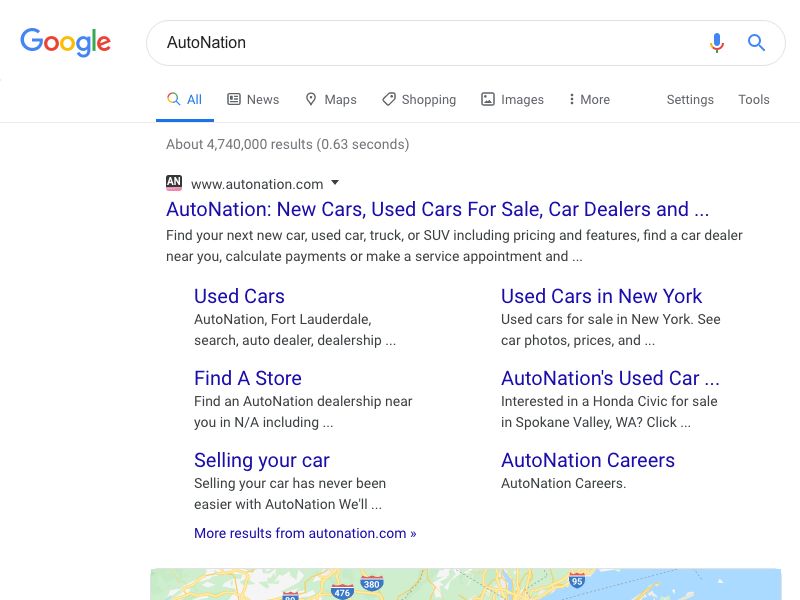 Google
AutoNation
All News Maps Shopping Images More Settings Tools
About 4,740,000 results (0.63 seconds)
AN www.autonation.com
AutoNation: New Cars, Used Cars For Sale, Car Dealers and ...
Find your next new car, used car, truck, or SUV including pricing and features, find a car dealer
near you, calculate payments or make a service appointment and ...
Used Cars
AutoNation, Fort Lauderdale,
search, auto dealer, dealership ...
Used Cars in New York
Used cars for sale in New York. See
car photos, prices, and ...
Find A Store
Find an AutoNation dealership near
you in N/A including ...
AutoNation's Used Car ...
Interested in a Honda Civic for sale
in Spokane Valley, WA? Click ...
Selling your car
Selling your car has never been
easier with AutoNation We'll ...
AutoNation Careers
AutoNation Careers.
More results from autonation.com »
95
380
476